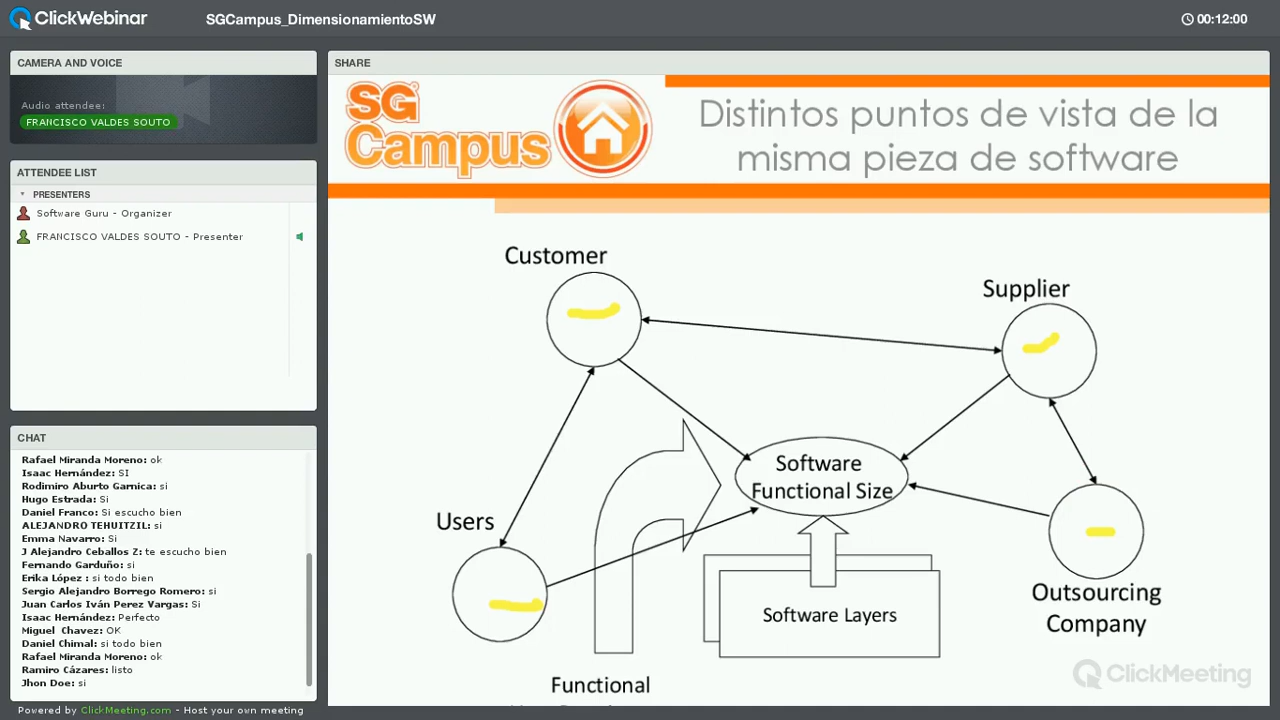 ClickWebinar
SGCampus_DimensionamientoSW
00:12:00
CAMERA AND VOICE
Audio attendee:
FRANCISCO VALDES SOUTO
ATTENDEE LIST
PRESENTERS
Software Guru - Organizer
FRANCISCO VALDES SOUTO - Presenter
CHAT
Rafael Miranda Moreno: ok
Isaac Hernández: SI
Rodimiro Aburto Garnica: si
Hugo Estrada: Si
Daniel Franco: Si escucho bien
ALEJANDRO TEHUITZIL: si
Emma Navarro: Si
J Alejandro Ceballos Z: te escucho bien
Fernando Garduño: si
Erika López : si todo bien
Sergio Alejandro Borrego Romero: si
Juan Carlos Iván Perez Vargas: Si
Isaac Hernández: Perfecto
Miguel Chavez: OK
Daniel Chimal: si todo bien
Rafael Miranda Moreno: ok
Ramiro Cázares: listo
Jhon Doe: si
Powered by ClickMeeting.com - Host your own meeting
SHARE
SG
Campus
Distintos puntos de vista de la
misma pieza de software
Customer
Supplier
Software
Functional Size
Users
Outsourcing
Company
Software Layers
Functional
ClickMeeting